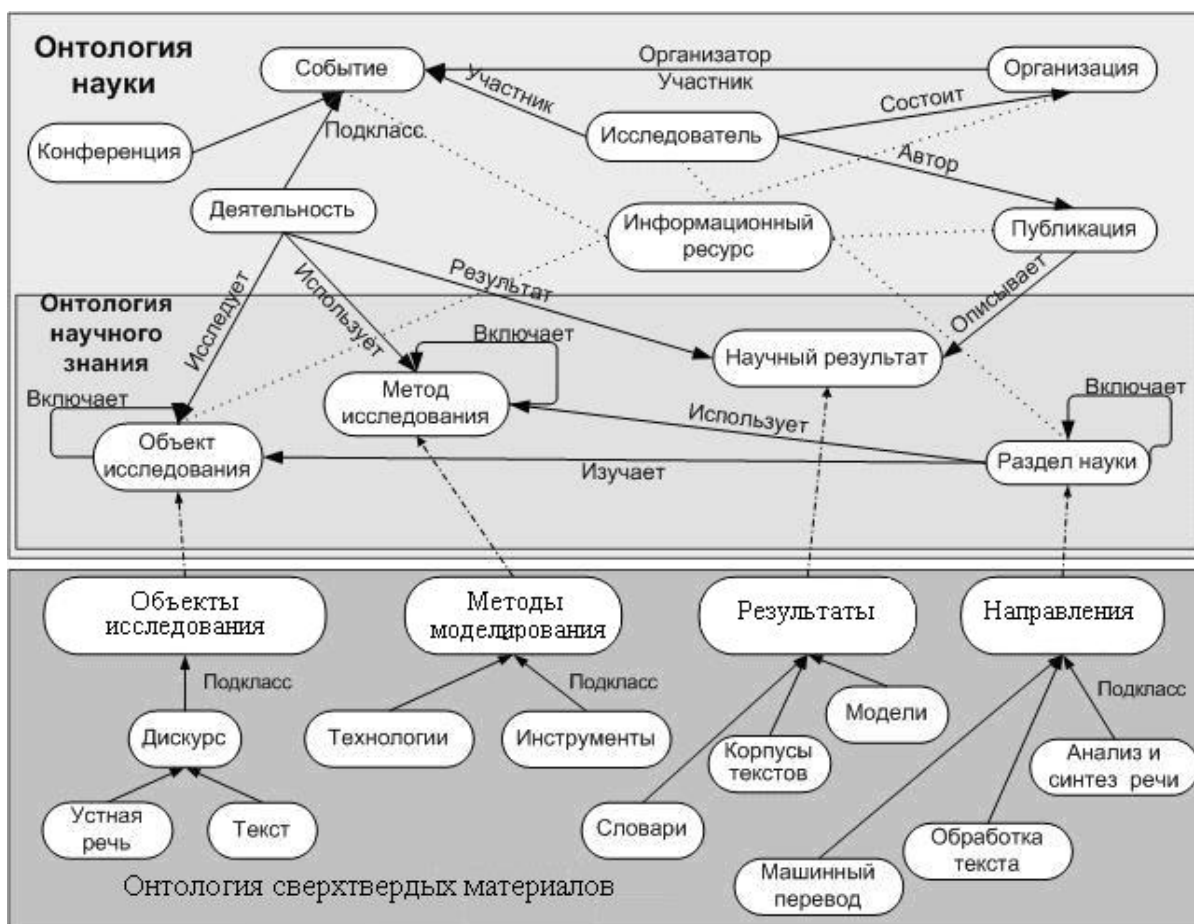 Онтология
науки
Событие
Организатор
Участник
Организация
Участник
Состоит
Конференция
Подкласс
Исследователь
Автор
Деятельность
Информационный
ресурс
Публикация
Исследует
Использует
Результат
Описывает
Онтология
научного
знания
Включает
Научный результат
Включает
Метод
исследования
Включает
Использует
Объект
исследования
Изучает
Раздел науки
Объекты
исследования
Методы
моделирования
Результаты
Направления
Подкласс
Подкласс
Подкласс
Дискурс
Технологии
Инструменты
Модели
Корпусы
текстов
Анализ и
синтез речи
Устная
речь
Текст
Словари
Обработка
текста
Машинный
перевод
Онтология сверхтвердых материалов